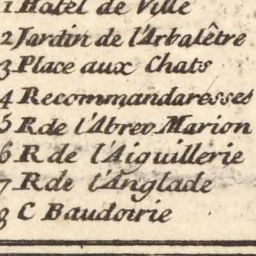 1 Hotel de Ville
2 Jardin de l'Arbalêtre
3 Place aux Chats
4 Recommandaresses
5 R de l'Abrev. Marion
6 R de l'Aiguillerie
7 R de l'Anglade
8 C Baudoirie